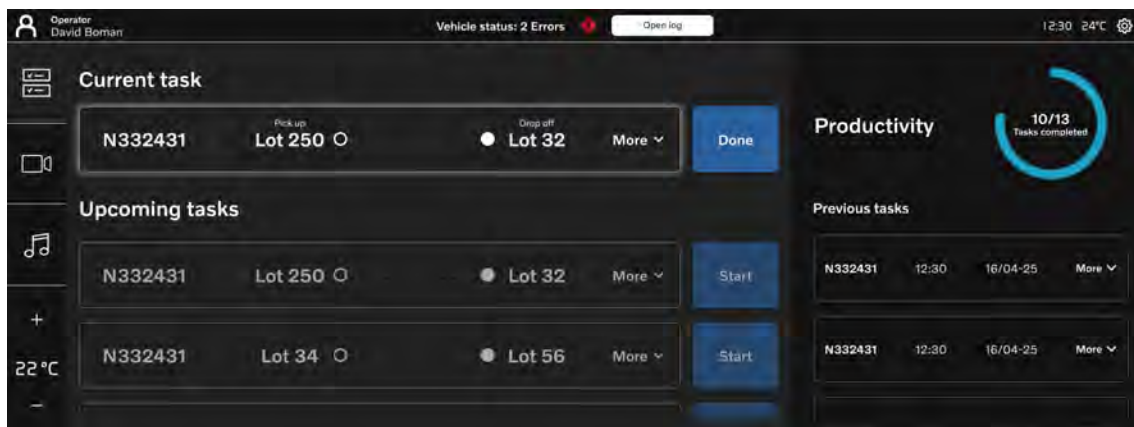 Operator
David Boman
Vehicle status: 2 Errors
Open log
12:30 24°C
Current task
N332431
Pick up
Lot 250
Drop off
Lot 32
More
Done
Upcoming tasks
N332431 Lot 250 Lot 32 More Start
N332431 Lot 34 Lot 56 More Start
+
22°C
−
Productivity
10/13
Tasks completed
Previous tasks
N332431 12:30 16/04-25 More
N332431 12:30 16/04-25 More